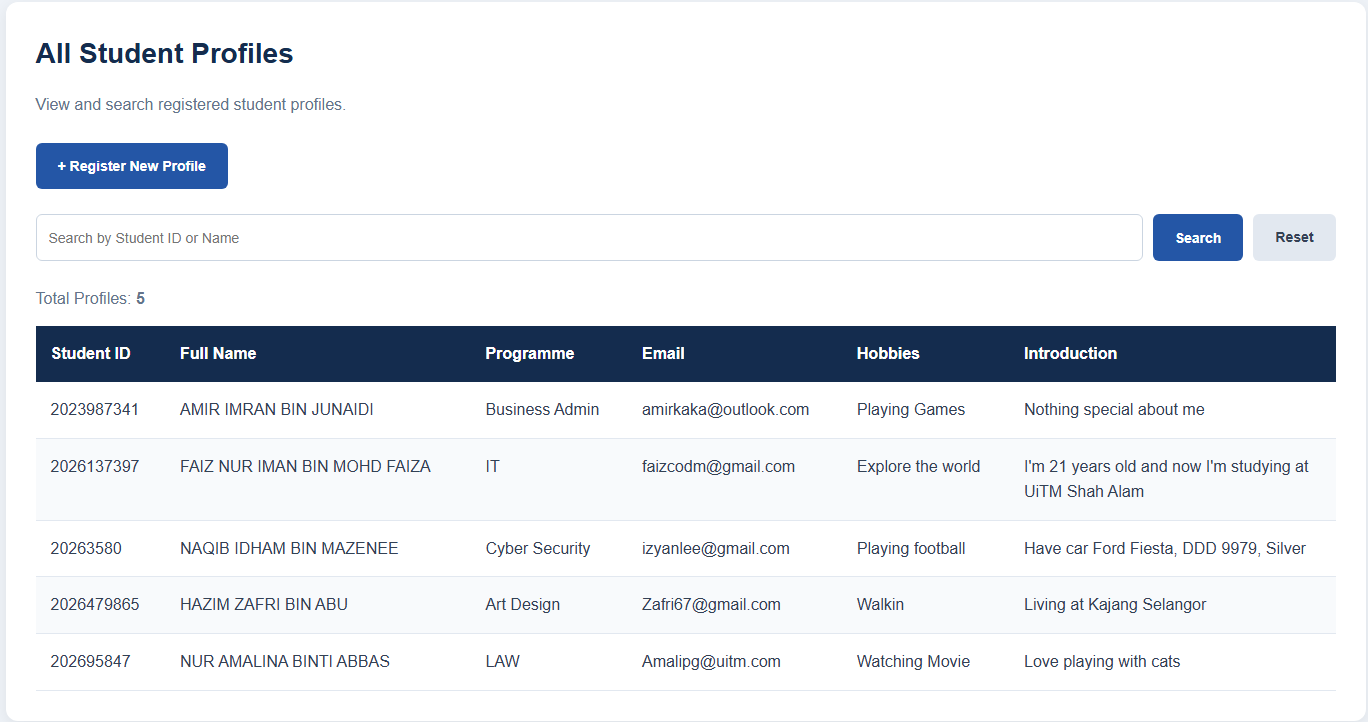 All Student Profiles
View and search registered student profiles.
+ Register New Profile
Search by Student ID or Name
Search
Reset
Total Profiles: 5
Student ID Full Name Programme Email Hobbies Introduction
2023987341 AMIR IMRAN BIN JUNAIDI Business Admin amirkaka@outlook.com Playing Games Nothing special about me
2026137397 FAIZ NUR IMAN BIN MOHD FAIZA IT faizcodm@gmail.com Explore the world I'm 21 years old and now I'm studying at
UiTM Shah Alam
20263580 NAQIB IDHAM BIN MAZENEE Cyber Security izyanlee@gmail.com Playing football Have car Ford Fiesta, DDD 9979, Silver
2026479865 HAZIM ZAFRI BIN ABU Art Design Zafri67@gmail.com Walkin Living at Kajang Selangor
202695847 NUR AMALINA BINTI ABBAS LAW Amalipg@uitm.com Watching Movie Love playing with cats